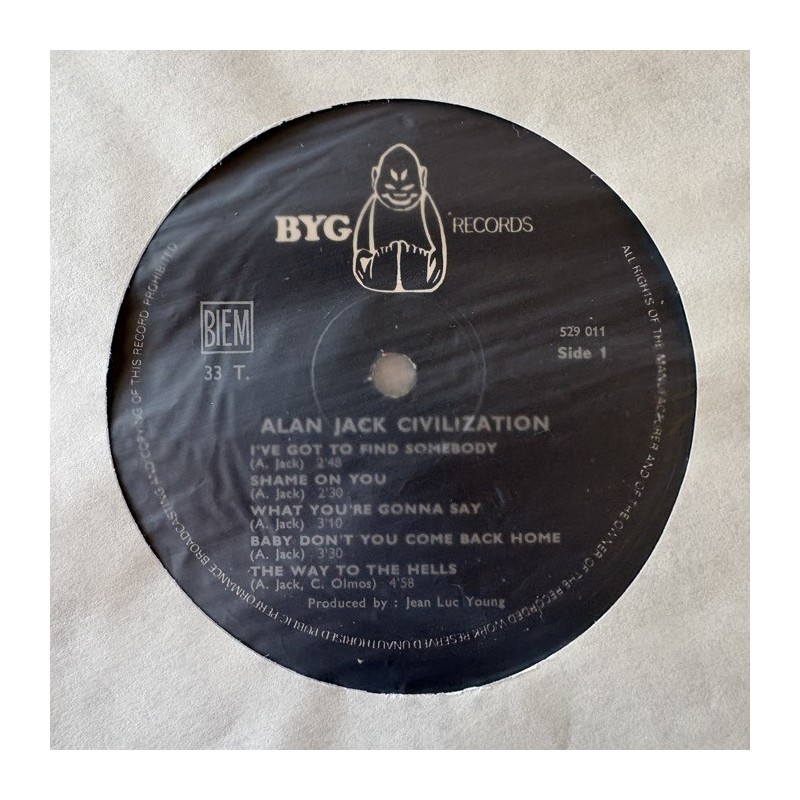 BYG RECORDS
BIEM
33 T.
529 011
Side 1
ALAN JACK CIVILIZATION
I'VE GOT TO FIND SOMEBODY
(A. Jack) 2'48
SHAME ON YOU
(A. Jack) 2'30
WHAT YOU'RE GONNA SAY
(A. Jack) 3'10
BABY DON'T YOU COME BACK HOME
(A. Jack) 3'30
THE WAY TO THE HELLS
(A. Jack, C. Olmos) 4'58
Produced by : Jean Luc Young
ALL RIGHTS OF THE MANUFACTURER AND OF THE OWNER OF THE RECORDED WORK RESERVED UNAUTHORISED PUBLIC PERFORMANCE BROADCASTING AND COPYING OF THIS RECORD PROHIBITED